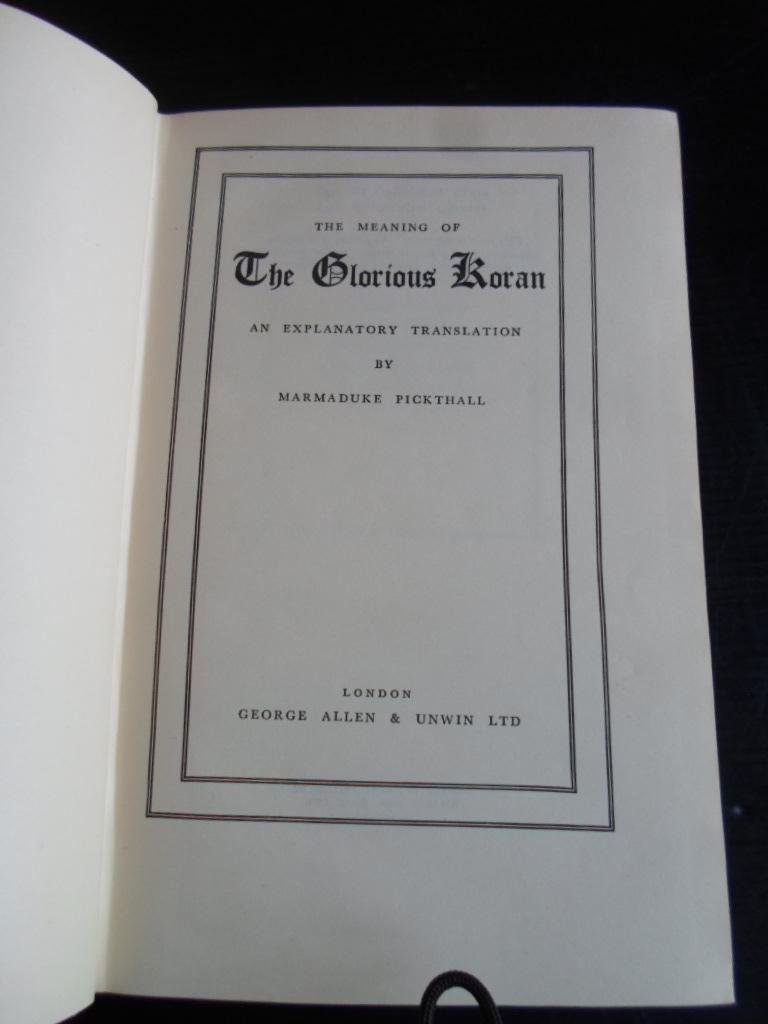 THE MEANING OF
The Glorious Koran
AN EXPLANATORY TRANSLATION
BY
MARMADUKE PICKTHALL
LONDON
GEORGE ALLEN & UNWIN LTD